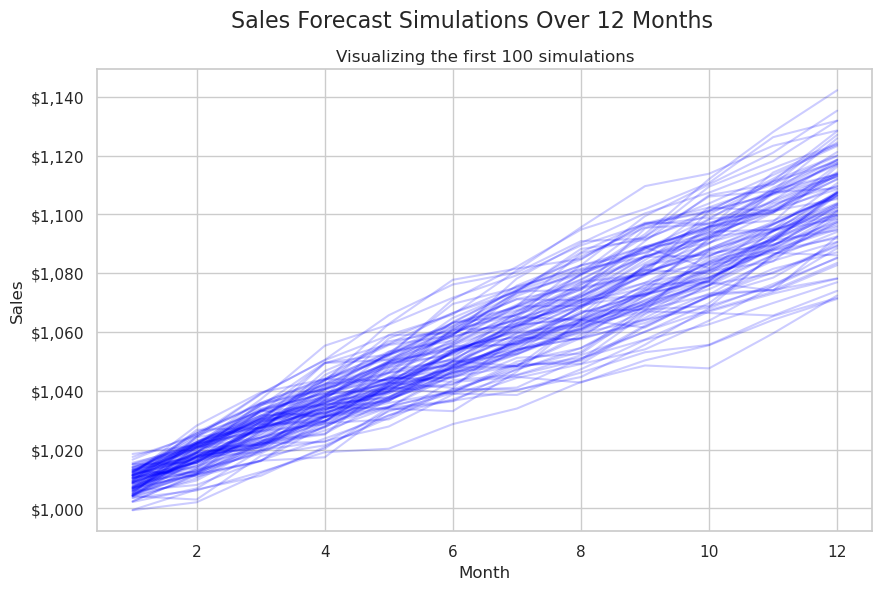 Sales Forecast Simulations Over 12 Months
Visualizing the first 100 simulations
$1,140
$1,120
$1,100
$1,080
$1,060
$1,040
$1,020
$1,000
Sales
2 4 6 8 10 12
Month